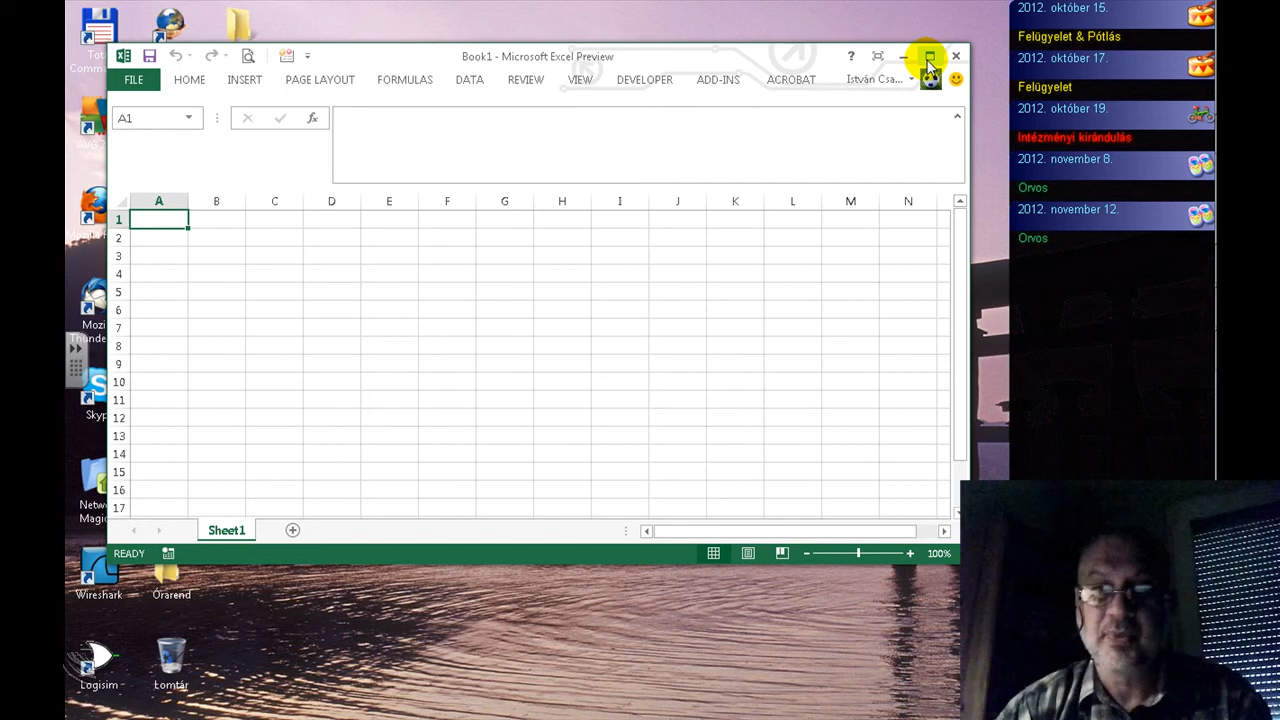 Book1 - Microsoft Excel Preview
?
FILE HOME INSERT PAGE LAYOUT FORMULAS DATA REVIEW VIEW DEVELOPER ADD-INS ACROBAT István Csa...
A1 fx
A B C D E F G H I J K L M N
1
2
3
4
5
6
7
8
9
10
11
12
13
14
15
16
17
Sheet1
READY 100%
Mozi
Skyp
Netw
Magic
Wireshark
Órarend
Logisim
Lomtár
2012. október 15.
Felügyelet & Pótlás
2012. október 17.
Felügyelet
2012. október 19.
Intézményi kirándulás
2012. november 8.
Orvos
2012. november 12.
Orvos